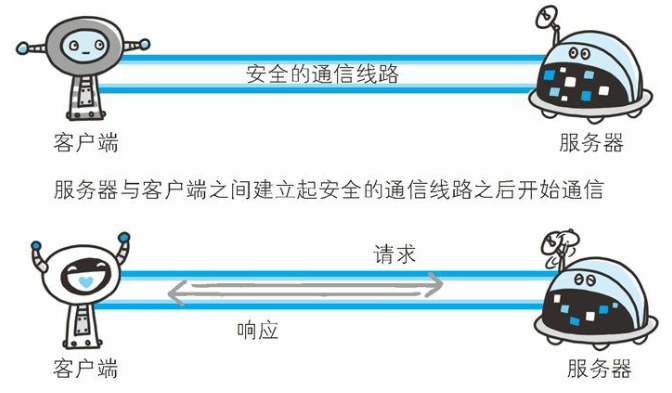 安全的通信线路
客户端 服务器
服务器与客户端之间建立起安全的通信线路之后开始通信
请求
响应
客户端 服务器